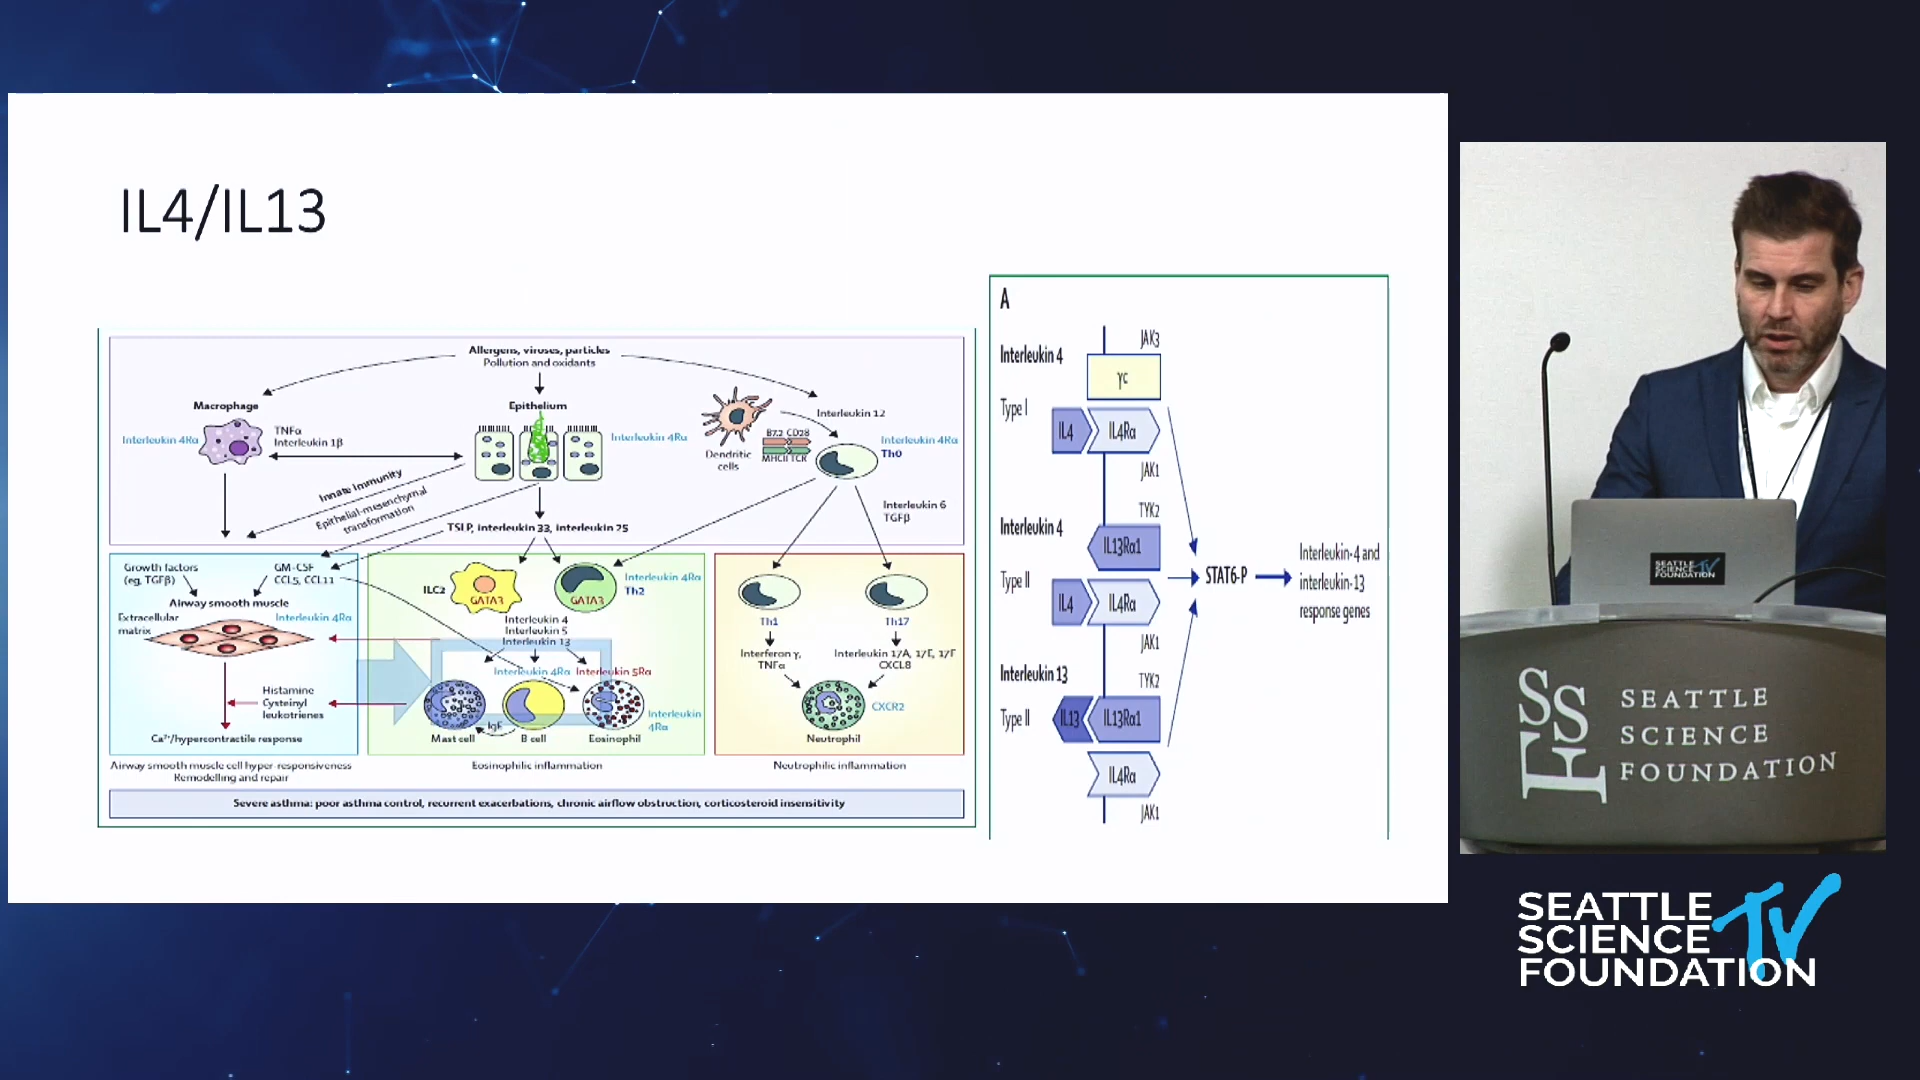 IL4/IL13
Allergens, viruses, particles
Pollution and oxidants
Macrophage
Interleukin 4Rα
TNFα
Interleukin 1β
Epithelium
Interleukin 4Rα
Dendritic
cells
B7.2 CD28
MHCII TCR
Interleukin 12
Interleukin 4Rα
Th0
Innate immunity
Epithelial-mesenchymal
transformation
TSLP, interleukin 33, interleukin 25
Interleukin 6
TGFβ
Growth factors
(eg, TGFβ)
GM-CSF
CCL5, CCL11
Airway smooth muscle
Extracellular
matrix
Interleukin 4Rα
Histamine
Cysteinyl
leukotrienes
Ca²⁺/hypercontractile response
Airway smooth muscle cell hyper-responsiveness
Remodelling and repair
ILC2
GATA3
GATA3
Interleukin 4Rα
Th2
Interleukin 4
Interleukin 5
Interleukin 13
Interleukin 4Rα
Interleukin 5Rα
Interleukin
4Rα
IgE
Mast cell
B cell
Eosinophil
Eosinophilic inflammation
Th1
Th17
Interferon γ,
TNFα
Interleukin 17A, 17E, 17F
CXCL8
CXCR2
Neutrophil
Neutrophilic inflammation
Severe asthma: poor asthma control, recurrent exacerbations, chronic airflow obstruction, corticosteroid insensitivity
A
Interleukin 4
Type I
JAK3
γc
IL4
IL4Rα
JAK1
Interleukin 4
Type II
TYK2
IL13Rα1
IL4
IL4Rα
JAK1
Interleukin 13
Type II
TYK2
IL13
IL13Rα1
IL4Rα
JAK1
STAT6-P
Interleukin-4 and
interleukin-13
response genes
SEATTLE
SCIENCE TV
FOUNDATION
SSF
SEATTLE
SCIENCE
FOUNDATION
SEATTLE
SCIENCE
FOUNDATION
TV